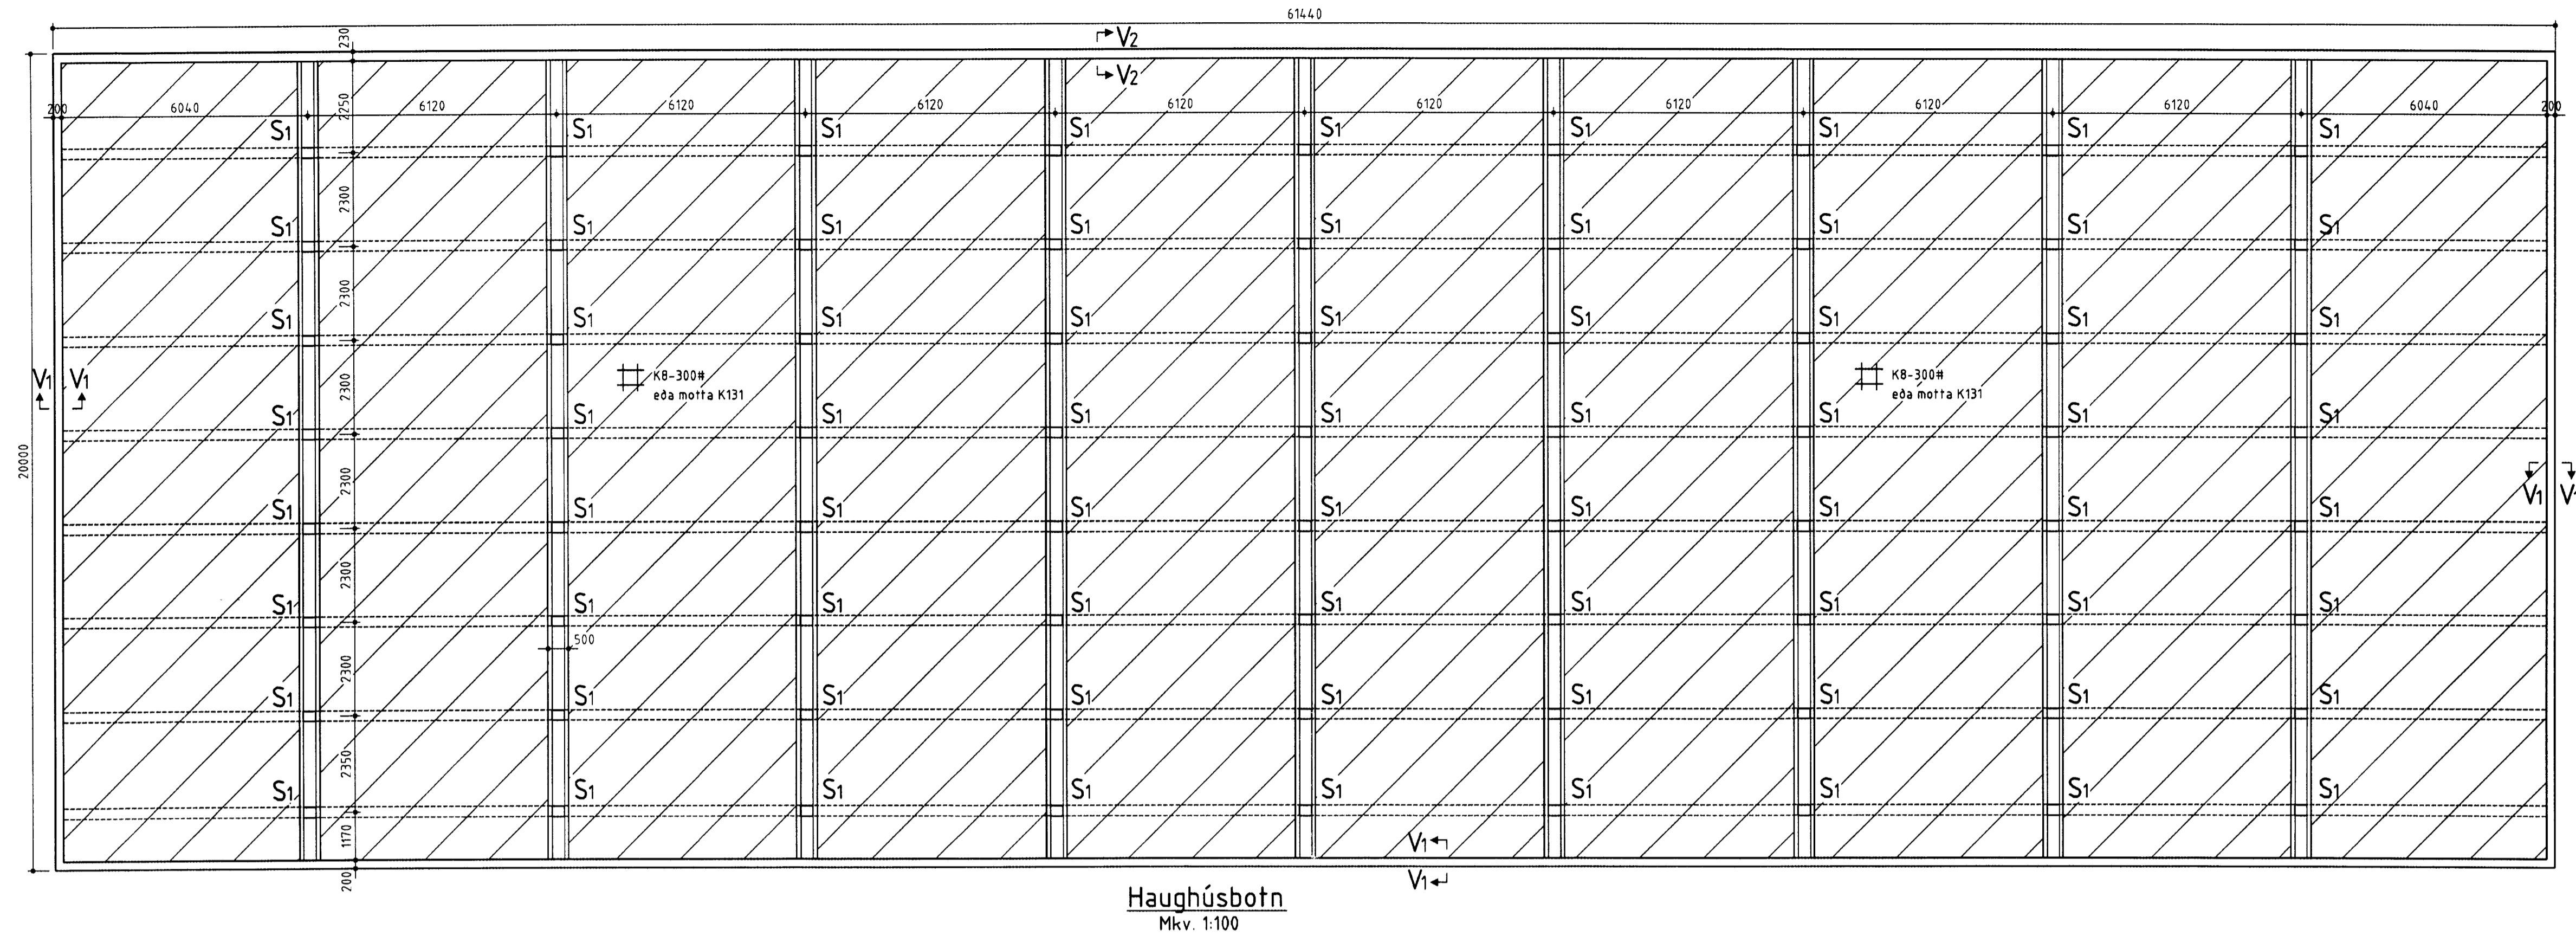 61440
230
V2
V2
200 6040 6120 6120 6120 6120 6120 6120 6120 6120 6040 200
2250
S1 S1 S1 S1 S1 S1 S1 S1 S1
2300
S1 S1 S1 S1 S1 S1 S1 S1 S1
2300
S1 S1 S1 S1 S1 S1 S1 S1 S1
V1 V1
K8-300# K8-300#
eða motta K131 eða motta K131
2300
S1 S1 S1 S1 S1 S1 S1 S1 S1
20000
2300
V1 V1
S1 S1 S1 S1 S1 S1 S1 S1 S1
2300
S1 S1 S1 S1 S1 S1 S1 S1 S1
500
2300
S1 S1 S1 S1 S1 S1 S1 S1 S1
2350
S1 S1 S1 S1 S1 S1 S1 S1 S1
1170
V1
200
V1
Haughúsbotn
Mkv. 1:100